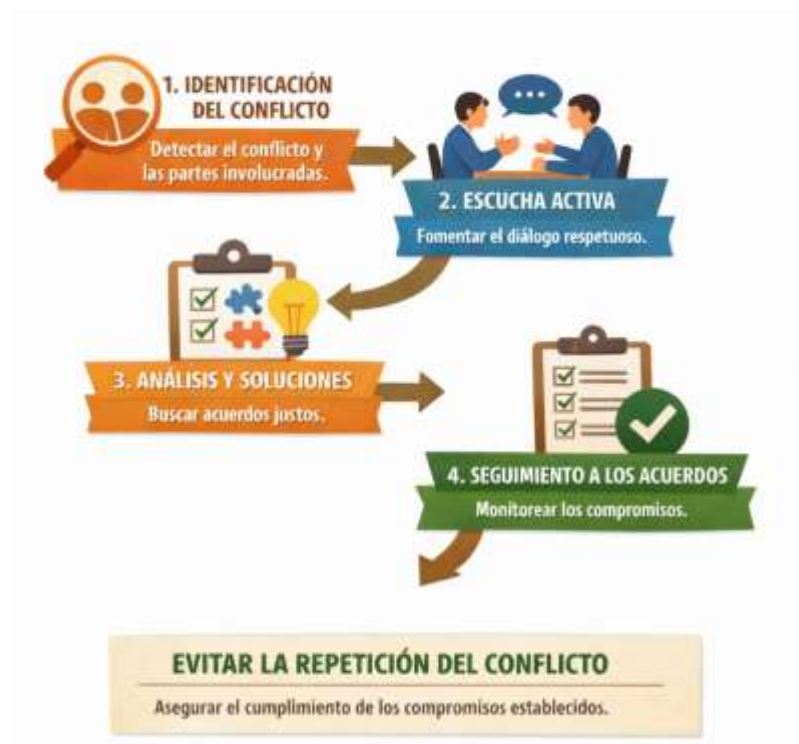 1. IDENTIFICACIÓN
DEL CONFLICTO
Detectar el conflicto y
las partes involucradas.
2. ESCUCHA ACTIVA
Fomentar el diálogo respetuoso.
3. ANÁLISIS Y SOLUCIONES
Buscar acuerdos justos.
4. SEGUIMIENTO A LOS ACUERDOS
Monitorear los compromisos.
EVITAR LA REPETICIÓN DEL CONFLICTO
Asegurar el cumplimiento de los compromisos establecidos.